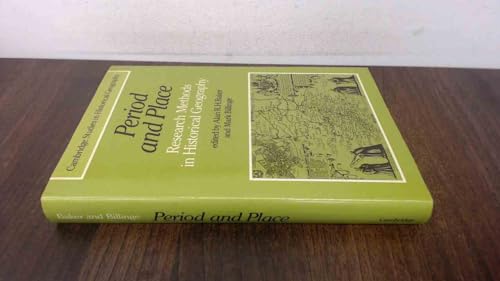 Cambridge Studies in Historical Geography
Period
and Place
Research Methods
in Historical Geography
edited by Alan R.H. Baker
and Mark Billinge
Baker and Billinge
Period and Place
Cambridge